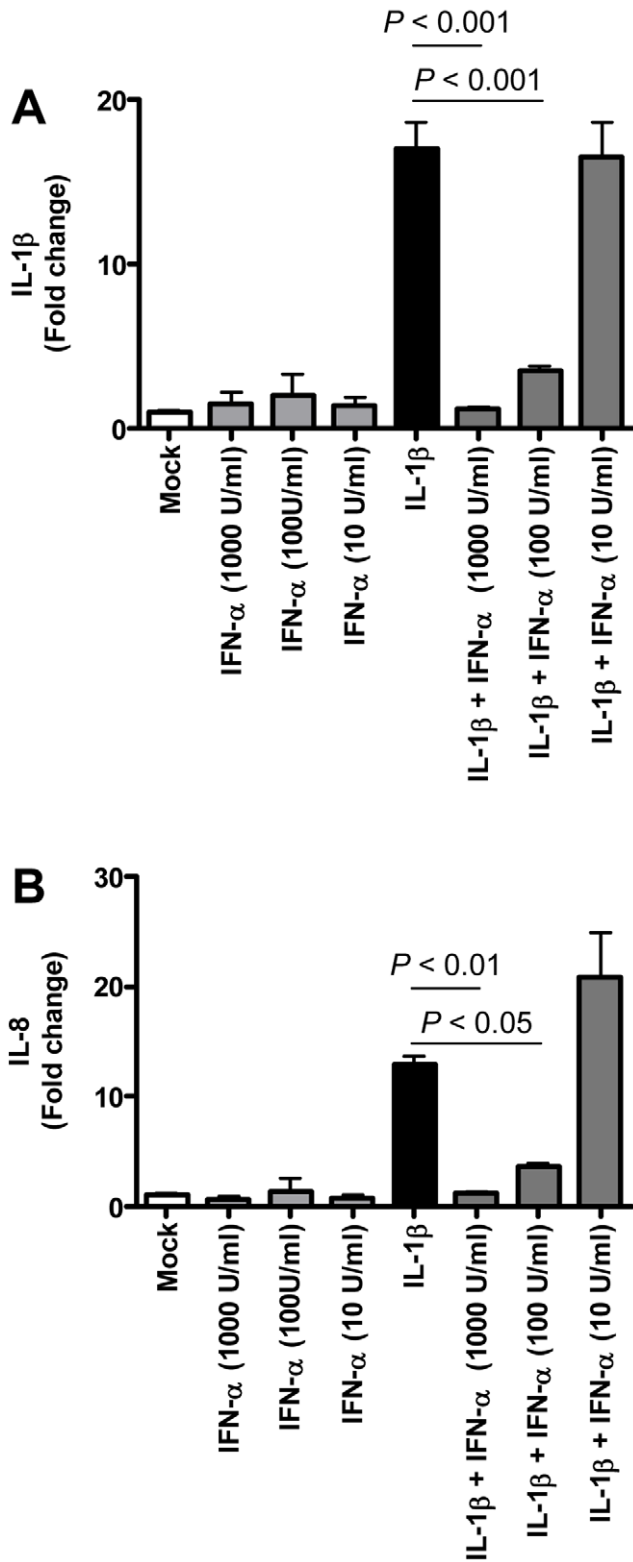 P < 0.001
P < 0.001
A
20
10
0
IL-1β
(Fold change)
Mock
IFN-α (1000 U/ml)
IFN-α (100U/ml)
IFN-α (10 U/ml)
IL-1β
IL-1β + IFN-α (1000 U/ml)
IL-1β + IFN-α (100 U/ml)
IL-1β + IFN-α (10 U/ml)
B
30
20
10
0
IL-8
(Fold change)
P < 0.01
P < 0.05
Mock
IFN-α (1000 U/ml)
IFN-α (100U/ml)
IFN-α (10 U/ml)
IL-1β
IL-1β + IFN-α (1000 U/ml)
IL-1β + IFN-α (100 U/ml)
IL-1β + IFN-α (10 U/ml)